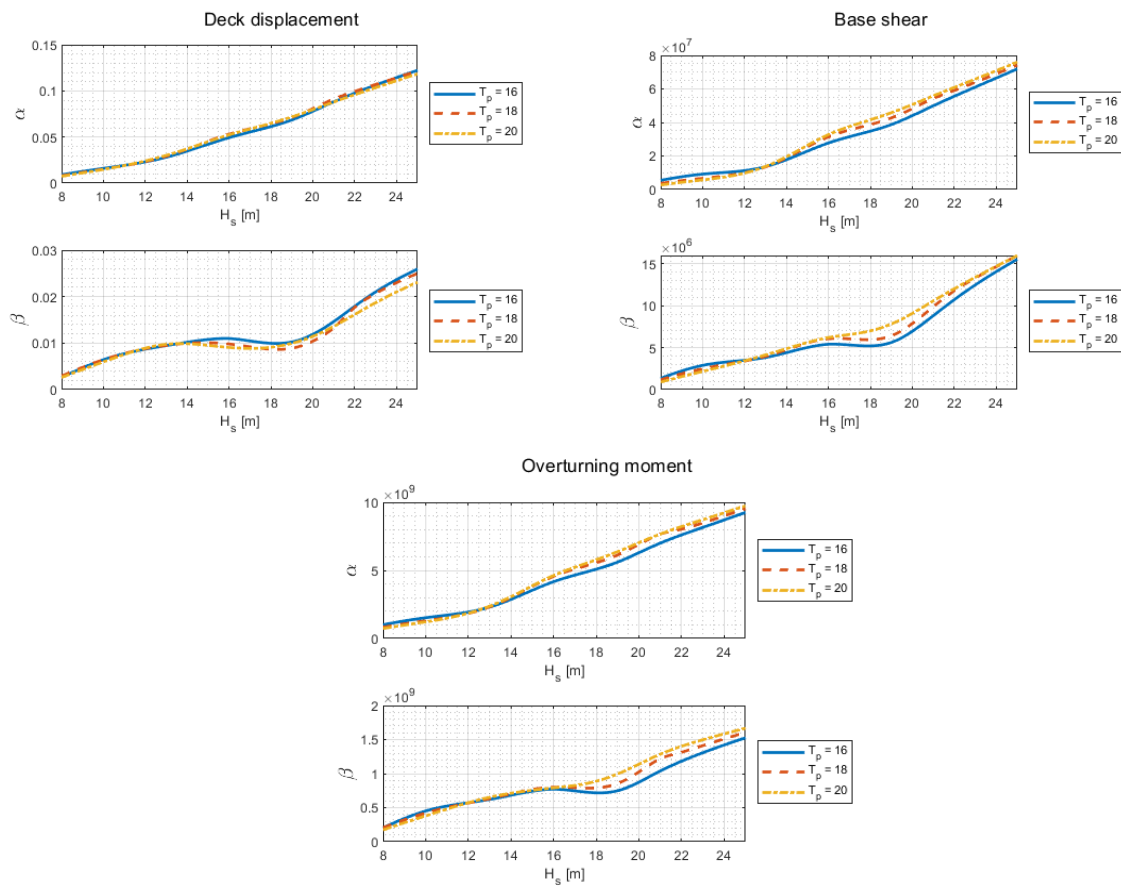 Deck displacement
0.15
0.1
0.05
0
α
8 10 12 14 16 18 20 22 24
H_s [m]
T_p = 16
T_p = 18
T_p = 20
0.03
0.02
0.01
0
β
8 10 12 14 16 18 20 22 24
H_s [m]
T_p = 16
T_p = 18
T_p = 20
Base shear
×10^7
8
6
4
2
0
α
8 10 12 14 16 18 20 22 24
H_s [m]
T_p = 16
T_p = 18
T_p = 20
×10^6
15
10
5
0
β
8 10 12 14 16 18 20 22 24
H_s [m]
T_p = 16
T_p = 18
T_p = 20
Overturning moment
×10^9
10
5
0
α
8 10 12 14 16 18 20 22 24
H_s [m]
T_p = 16
T_p = 18
T_p = 20
×10^9
2
1.5
1
0.5
0
β
8 10 12 14 16 18 20 22 24
H_s [m]
T_p = 16
T_p = 18
T_p = 20